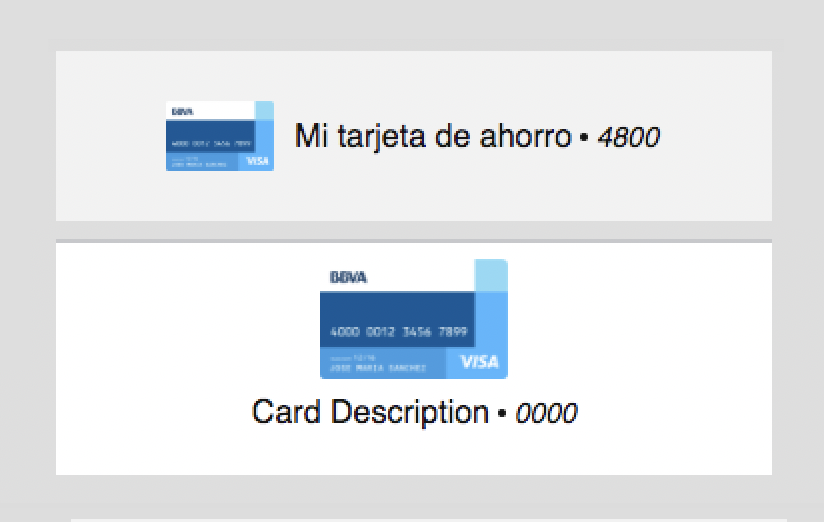 BBVA
4000 0012 3456 7899
JOSE MARIA SANCHEZ
VISA
Mi tarjeta de ahorro • 4800
BBVA
4000 0012 3456 7899
12/16
JOSE MARIA SANCHEZ
VISA
Card Description • 0000